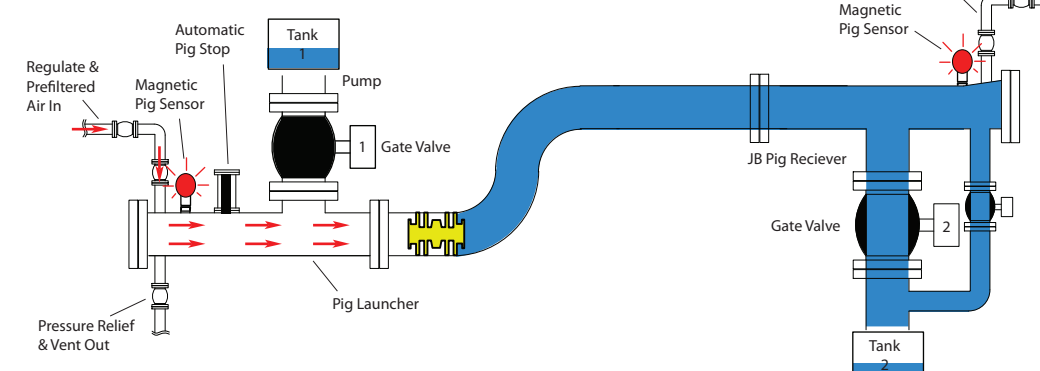 Magnetic
Pig Sensor
Automatic
Pig Stop
Tank
1
Regulate &
Prefiltered
Air In
Magnetic
Pig Sensor
Pump
1
Gate Valve
JB Pig Reciever
Gate Valve
2
Pig Launcher
Pressure Relief
& Vent Out
Tank
2